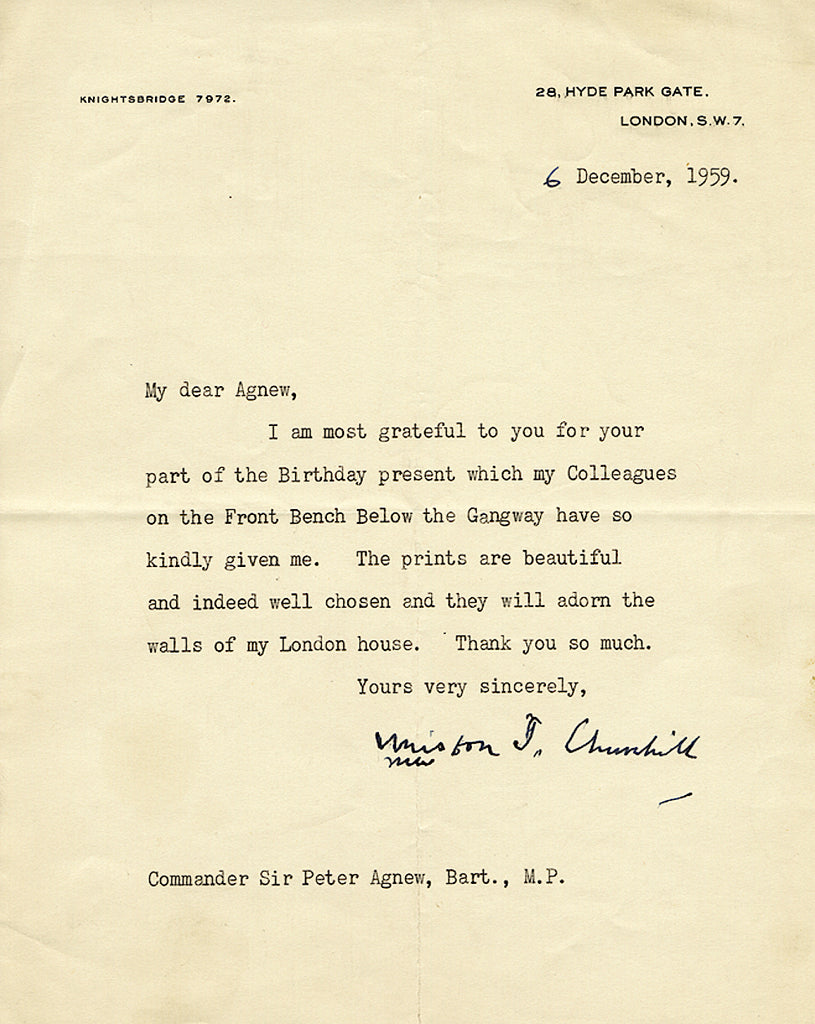 KNIGHTSBRIDGE 7972.
28, HYDE PARK GATE.
LONDON, S.W.7.
6 December, 1959.
My dear Agnew,
I am most grateful to you for your
part of the Birthday present which my Colleagues
on the Front Bench Below the Gangway have so
kindly given me. The prints are beautiful
and indeed well chosen and they will adorn the
walls of my London house. Thank you so much.
Yours very sincerely,
Winston S. Churchill
Commander Sir Peter Agnew, Bart., M.P.